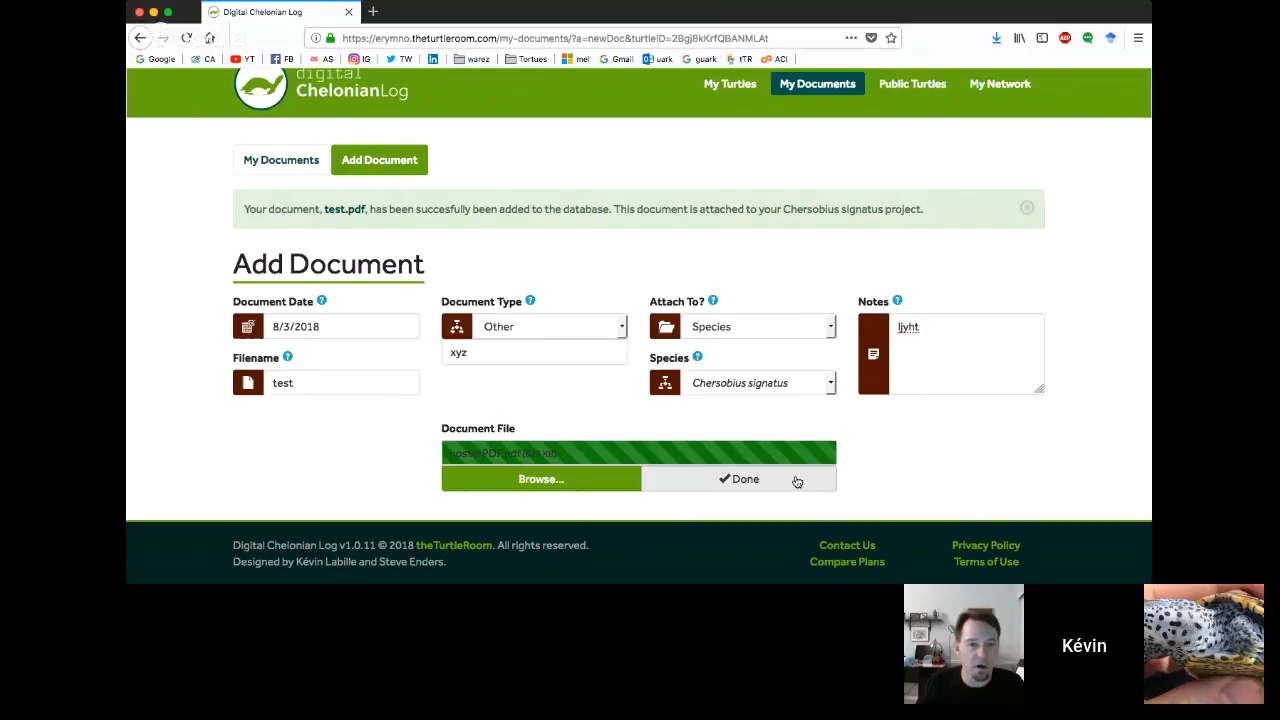 Digital Chelonian Log
https://erymno.theturtleroom.com/my-documents/?a=newDoc&turtleID=2Bgj8kKrfQBANMLAt
Google CA YT FB AS IG TW warez Tortues mel Gmail uark guark tTR ACI
digital
ChelonianLog
My Turtles My Documents Public Turtles My Network
My Documents Add Document
Your document, test.pdf, has been succesfully been added to the database. This document is attached to your Chersobius signatus project.
Add Document
Document Date Document Type Attach To? Notes
8/3/2018 Other Species ljyht
xyz
Filename Species
test Chersobius signatus
Document File
Browse... Done
Digital Chelonian Log v1.0.11 © 2018 theTurtleRoom. All rights reserved.
Designed by Kévin Labille and Steve Enders.
Contact Us Privacy Policy
Compare Plans Terms of Use
Kévin